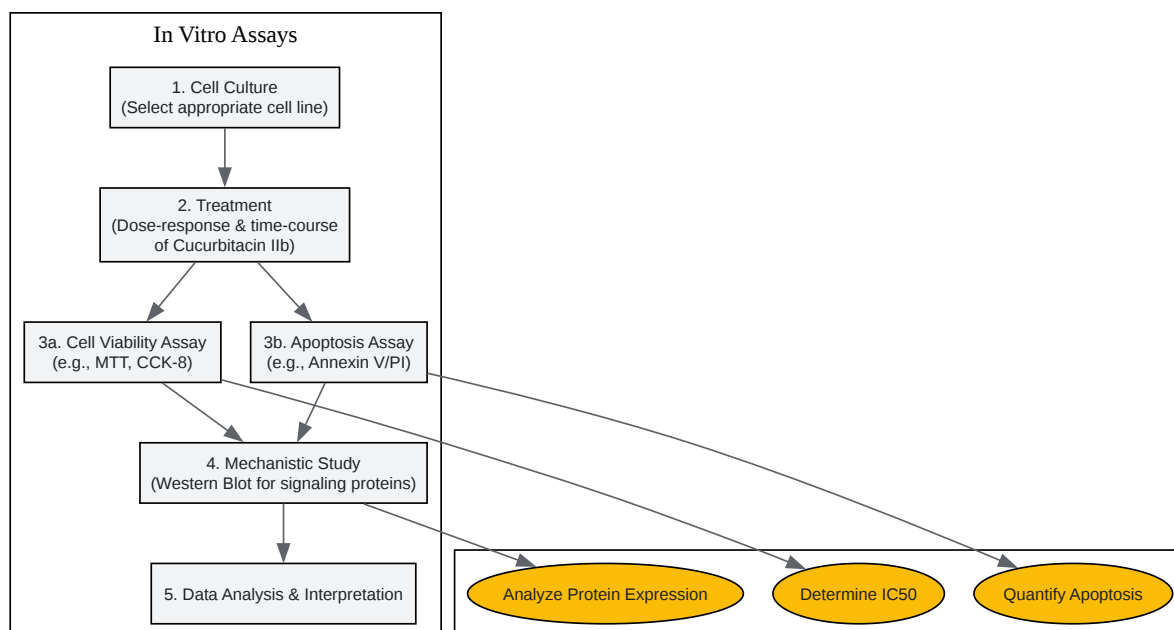 In Vitro Assays
1. Cell Culture
(Select appropriate cell line)
2. Treatment
(Dose-response & time-course
of Cucurbitacin IIb)
3a. Cell Viability Assay
(e.g., MTT, CCK-8)
3b. Apoptosis Assay
(e.g., Annexin V/PI)
4. Mechanistic Study
(Western Blot for signaling proteins)
5. Data Analysis & Interpretation
Analyze Protein Expression
Determine IC50
Quantify Apoptosis